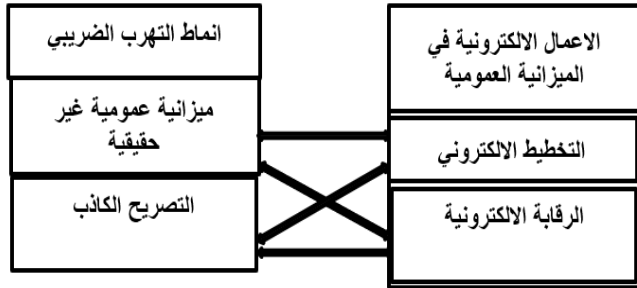 الاعمال الالكترونية في
الميزانية العمومية
التخطيط الالكتروني
الرقابة الالكترونية
انماط التهرب الضريبي
ميزانية عمومية غير
حقيقية
التصريح الكاذب